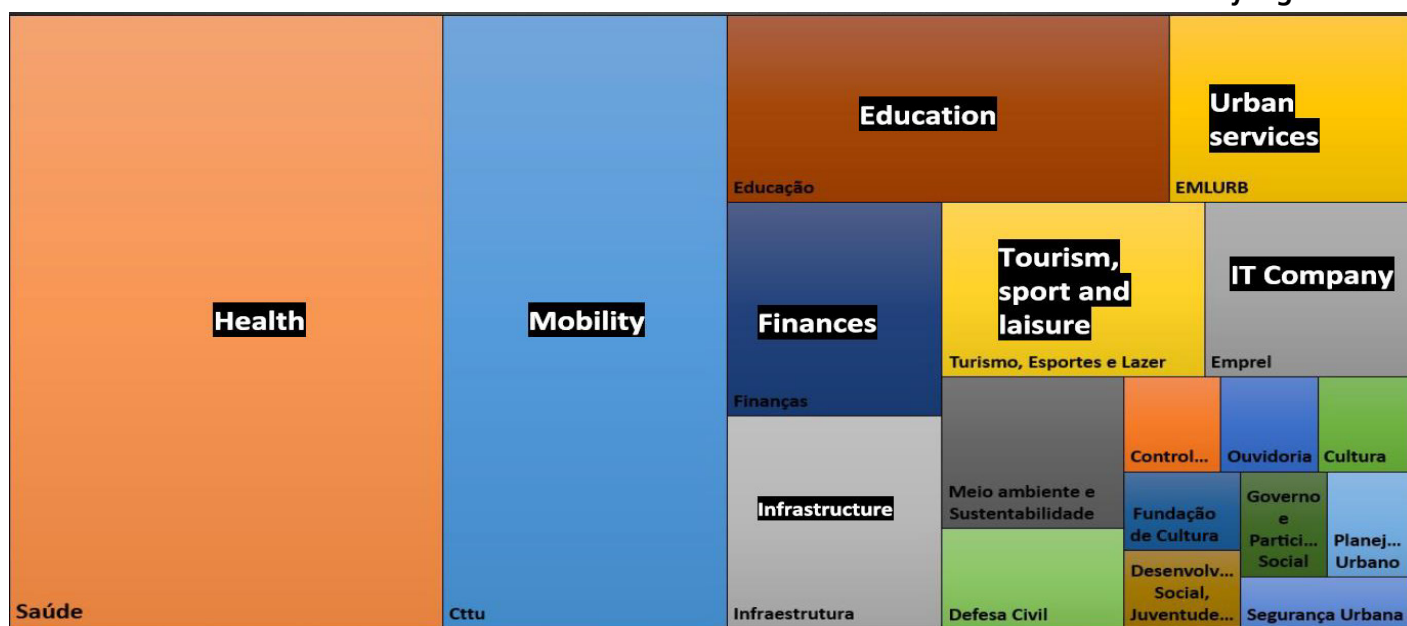 Health
Saúde
Mobility
Cttu
Education
Educação
Urban
services
EMLURB
Finances
Finanças
Tourism,
sport and
laisure
Turismo, Esportes e Lazer
IT Company
Emprel
Infrastructure
Infraestrutura
Meio ambiente e
Sustentabilidade
Defesa Civil
Control...
Ouvidoria
Cultura
Fundação
de Cultura
Governo
e
Partici...
Social
Planej...
Urbano
Desenvolv...
Social,
Juventude...
Segurança Urbana